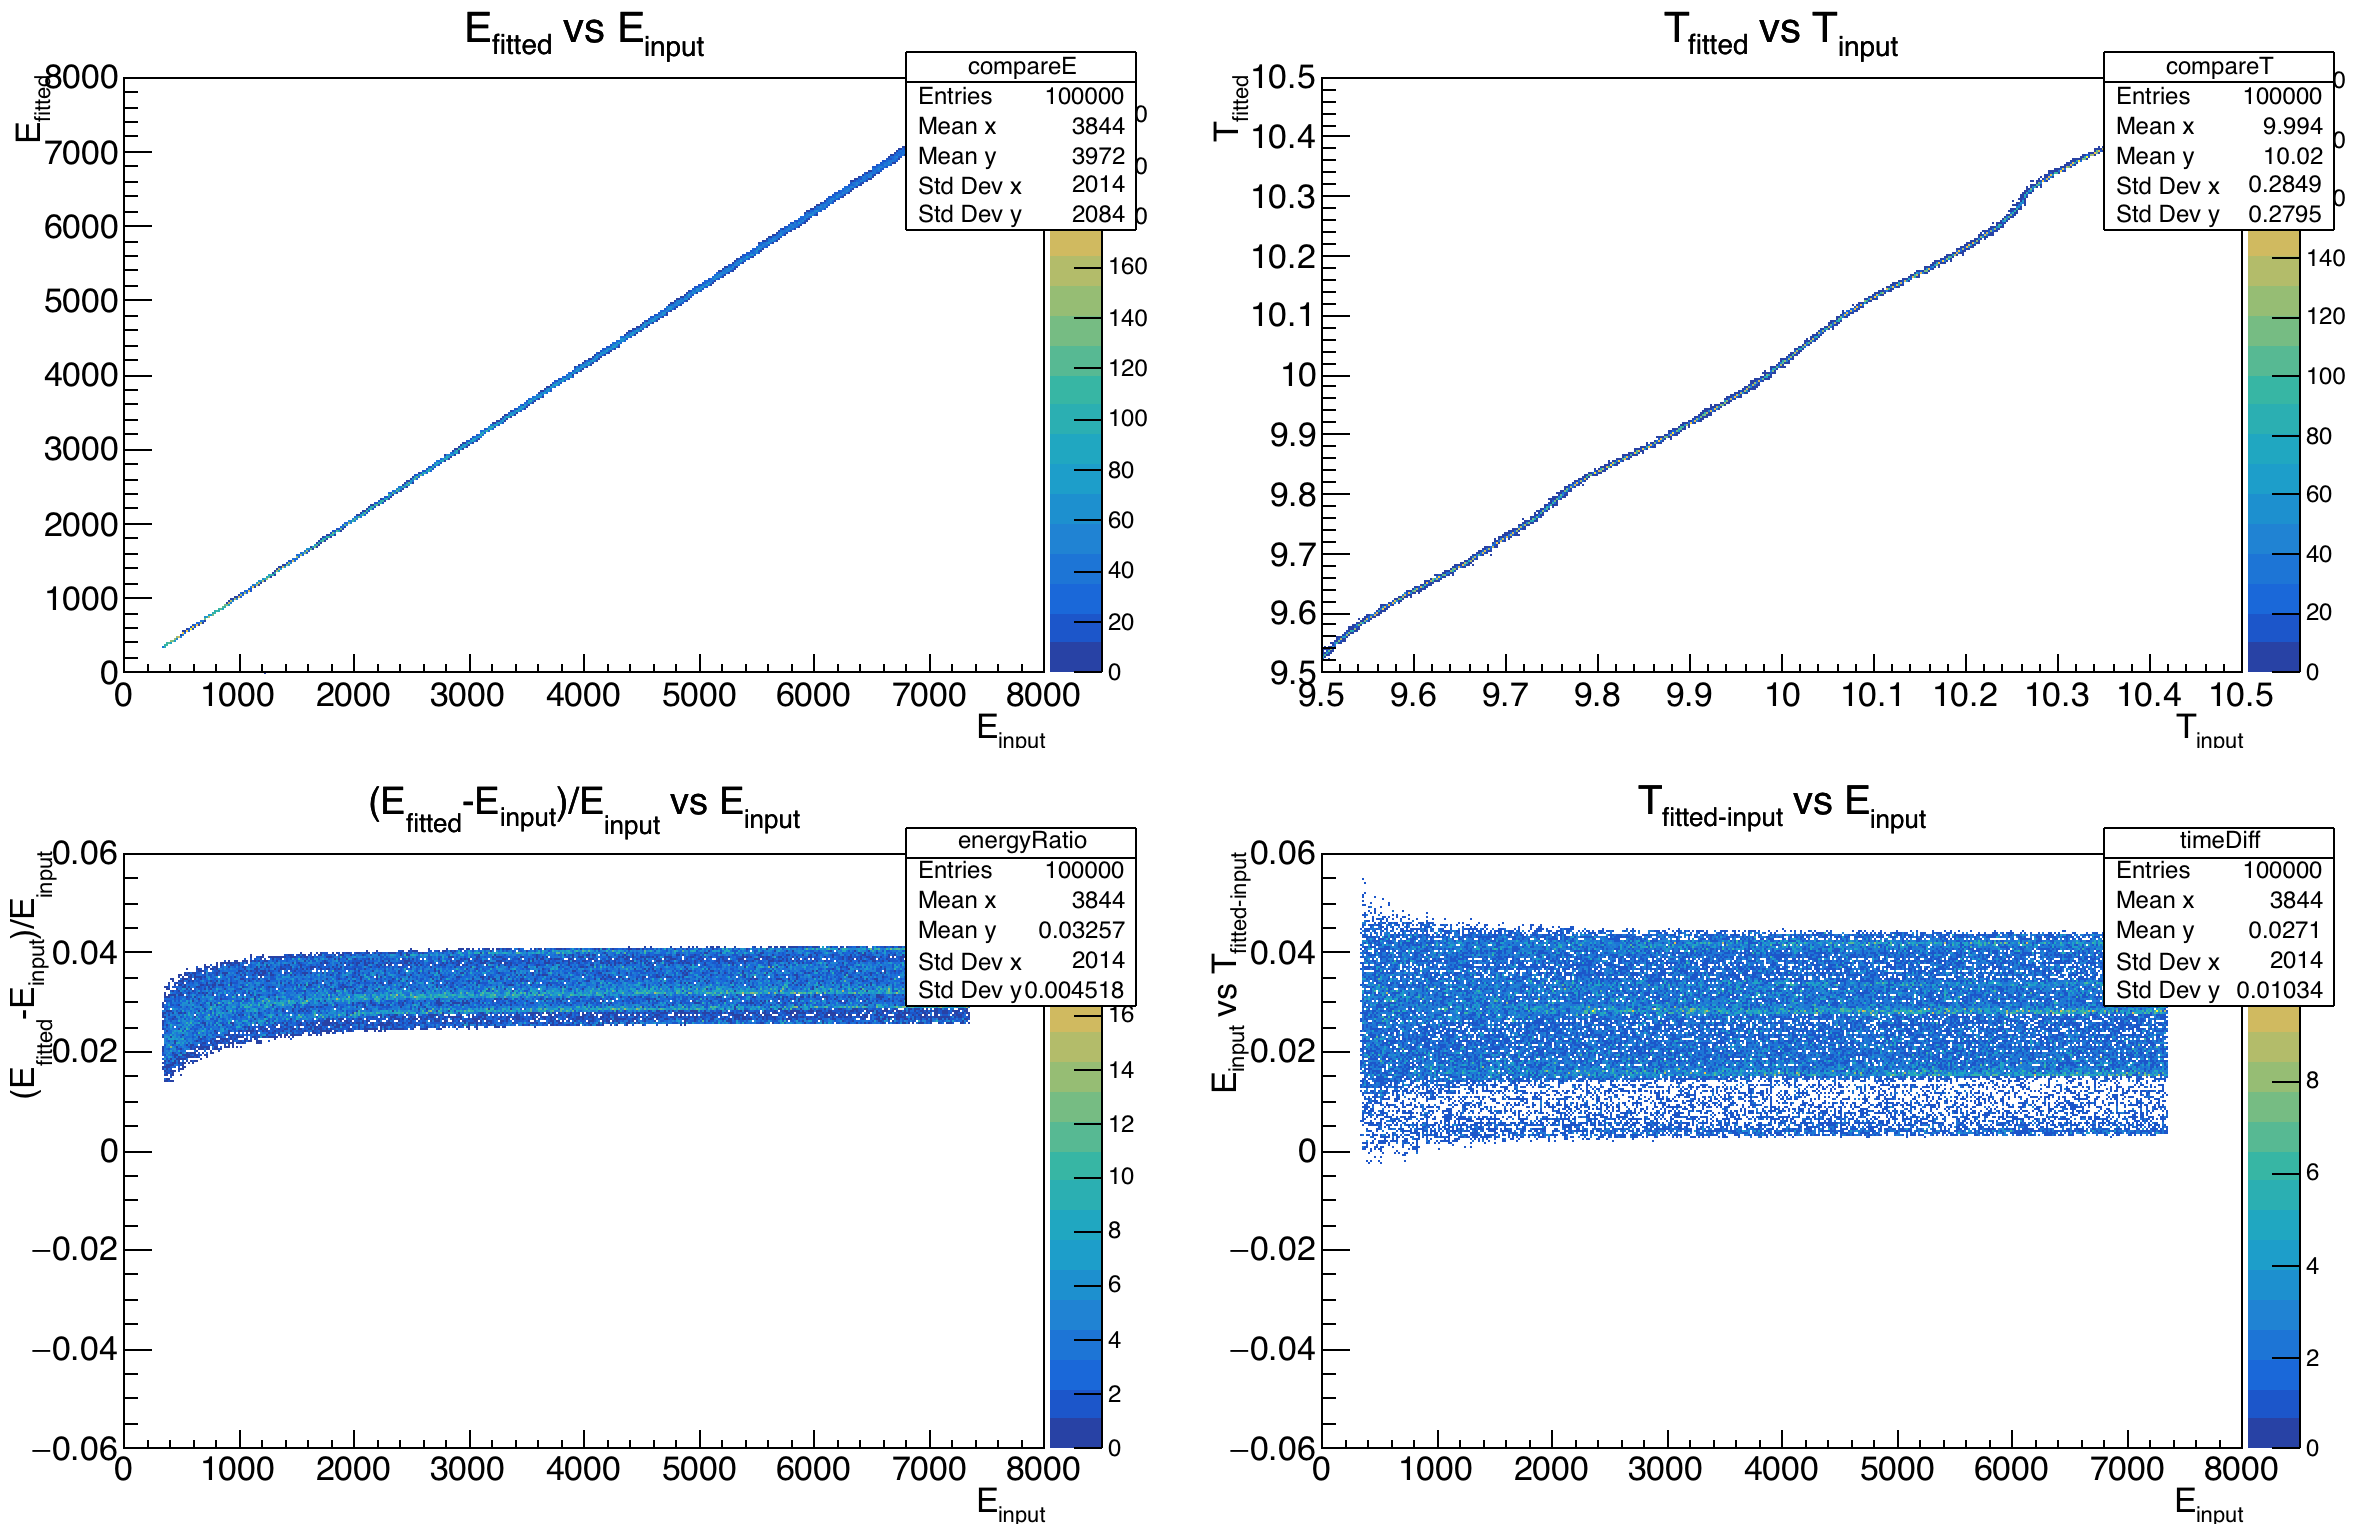 E_fitted vs E_input
E_fitted
8000
7000
6000
5000
4000
3000
2000
1000
0
0 1000 2000 3000 4000 5000 6000 7000 8000
E_input
compareE
Entries 100000
Mean x 3844
Mean y 3972
Std Dev x 2014
Std Dev y 2084
0
0
0
160
140
120
100
80
60
40
20
0
T_fitted vs T_input
T_fitted
10.5
10.4
10.3
10.2
10.1
10
9.9
9.8
9.7
9.6
9.5
9.5 9.6 9.7 9.8 9.9 10 10.1 10.2 10.3 10.4 10.5
T_input
compareT
Entries 100000
Mean x 9.994
Mean y 10.02
Std Dev x 0.2849
Std Dev y 0.2795
0
0
0
140
120
100
80
60
40
20
0
(E_fitted-E_input)/E_input vs E_input
(E_fitted-E_input)/E_input
0.06
0.04
0.02
0
−0.02
−0.04
−0.06
0 1000 2000 3000 4000 5000 6000 7000 8000
E_input
energyRatio
Entries 100000
Mean x 3844
Mean y 0.03257
Std Dev x 2014
Std Dev y 0.004518
16
14
12
10
8
6
4
2
0
T_fitted-input vs E_input
E_input vs T_fitted-input
0.06
0.04
0.02
0
−0.02
−0.04
−0.06
0 1000 2000 3000 4000 5000 6000 7000 8000
E_input
timeDiff
Entries 100000
Mean x 3844
Mean y 0.0271
Std Dev x 2014
Std Dev y 0.01034
8
6
4
2
0